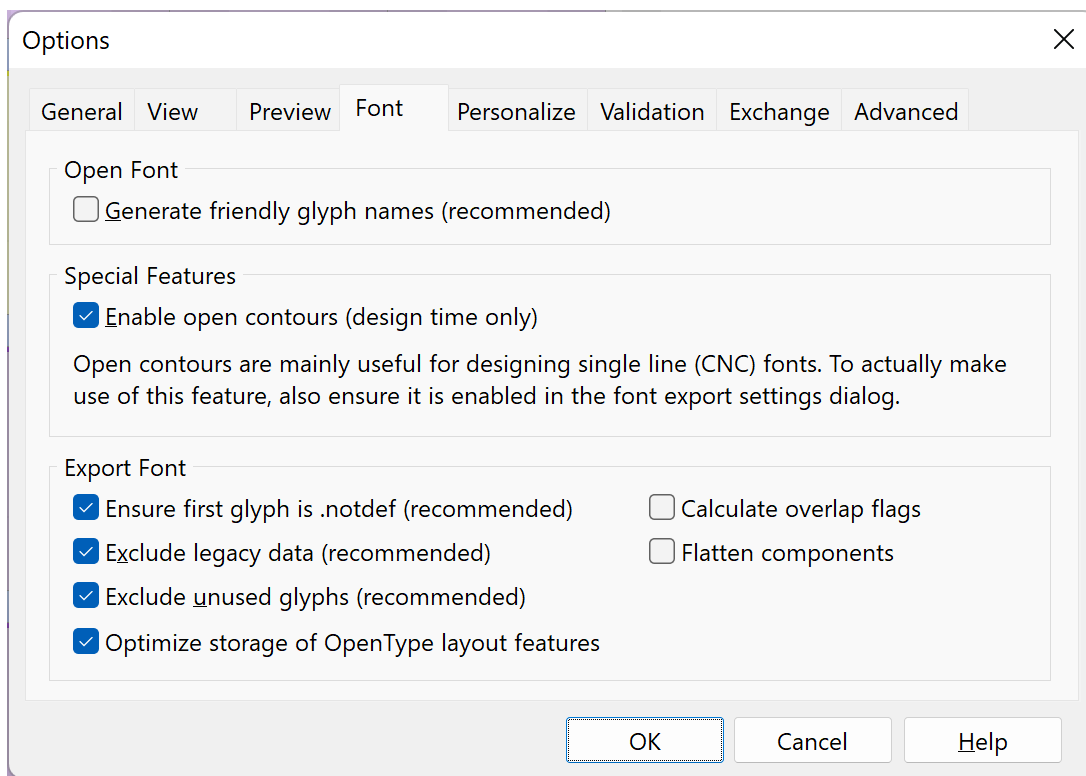 Options
General View Preview Font Personalize Validation Exchange Advanced
Open Font
Generate friendly glyph names (recommended)
Special Features
Enable open contours (design time only)
Open contours are mainly useful for designing single line (CNC) fonts. To actually make
use of this feature, also ensure it is enabled in the font export settings dialog.
Export Font
Ensure first glyph is .notdef (recommended)
Calculate overlap flags
Exclude legacy data (recommended)
Flatten components
Exclude unused glyphs (recommended)
Optimize storage of OpenType layout features
OK Cancel Help